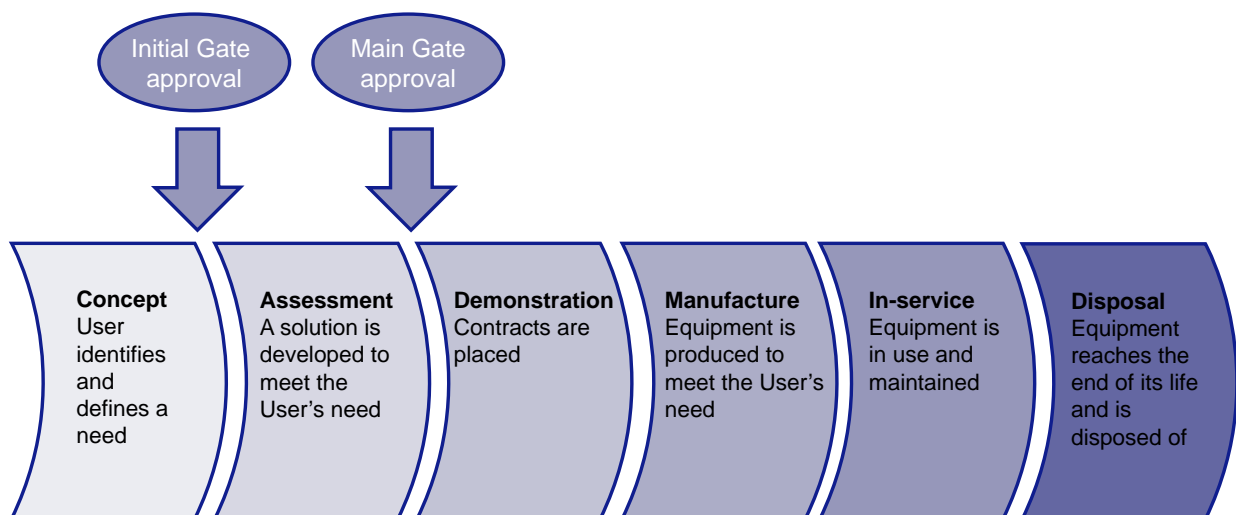 Initial Gate
approval
Main Gate
approval
Concept
User
identifies
and
defines a
need
Assessment
A solution is
developed to
meet the
User's need
Demonstration
Contracts are
placed
Manufacture
Equipment is
produced to
meet the User's
need
In-service
Equipment is
in use and
maintained
Disposal
Equipment
reaches the
end of its life
and is
disposed of